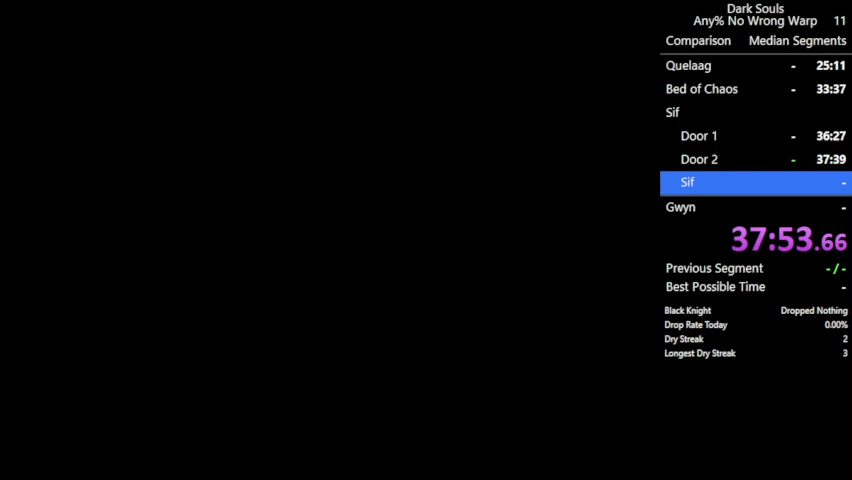 Dark Souls
Any% No Wrong Warp 11
Comparison Median Segments
Quelaag - 25:11
Bed of Chaos - 33:37
Sif
Door 1 - 36:27
Door 2 - 37:39
Sif -
Gwyn -
37:53.66
Previous Segment -/-
Best Possible Time -
Black Knight Dropped Nothing
Drop Rate Today 0.00%
Dry Streak 2
Longest Dry Streak 3